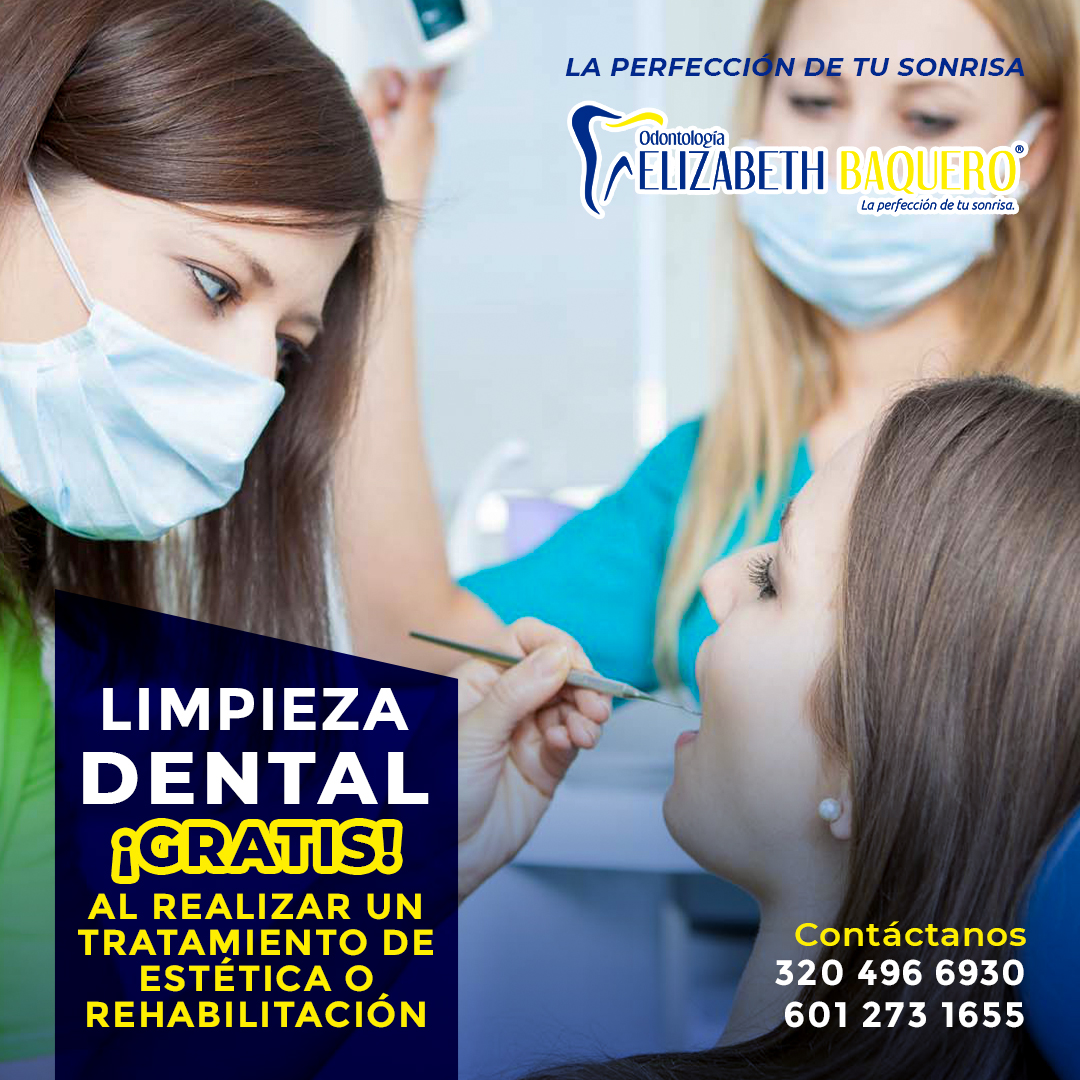 LA PERFECCIÓN DE TU SONRISA
Odontología
ELIZABETH BAQUERO®
La perfección de tu sonrisa.
LIMPIEZA
DENTAL
¡GRATIS!
AL REALIZAR UN
TRATAMIENTO DE
ESTÉTICA O
REHABILITACIÓN
Contáctanos
320 496 6930
601 273 1655